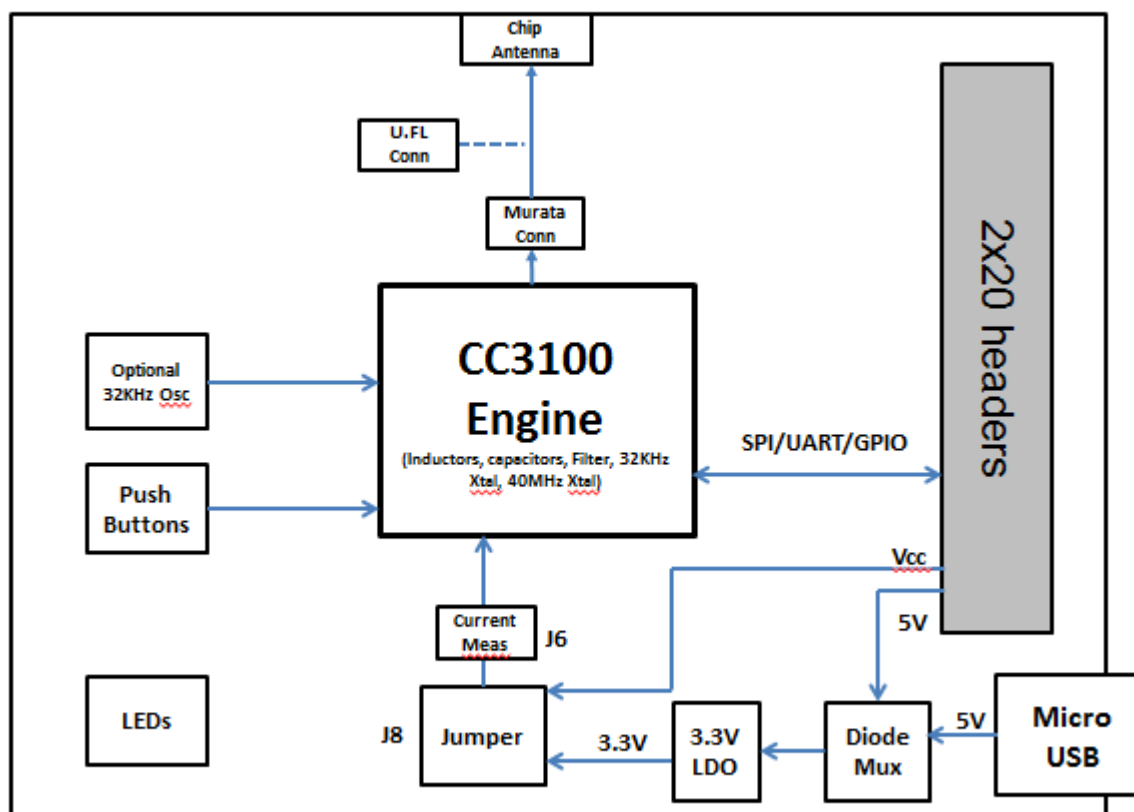 Chip
Antenna
U.FL
Conn
Murata
Conn
2x20 headers
CC3100
Engine
(Inductors, capacitors, Filter, 32KHz
Xtal, 40MHz Xtal)
Optional
32KHz Osc
SPI/UART/GPIO
Push
Buttons
Vcc
5V
Current
Meas
J6
LEDs
J8
Jumper
3.3V
3.3V
LDO
Diode
Mux
5V
Micro
USB